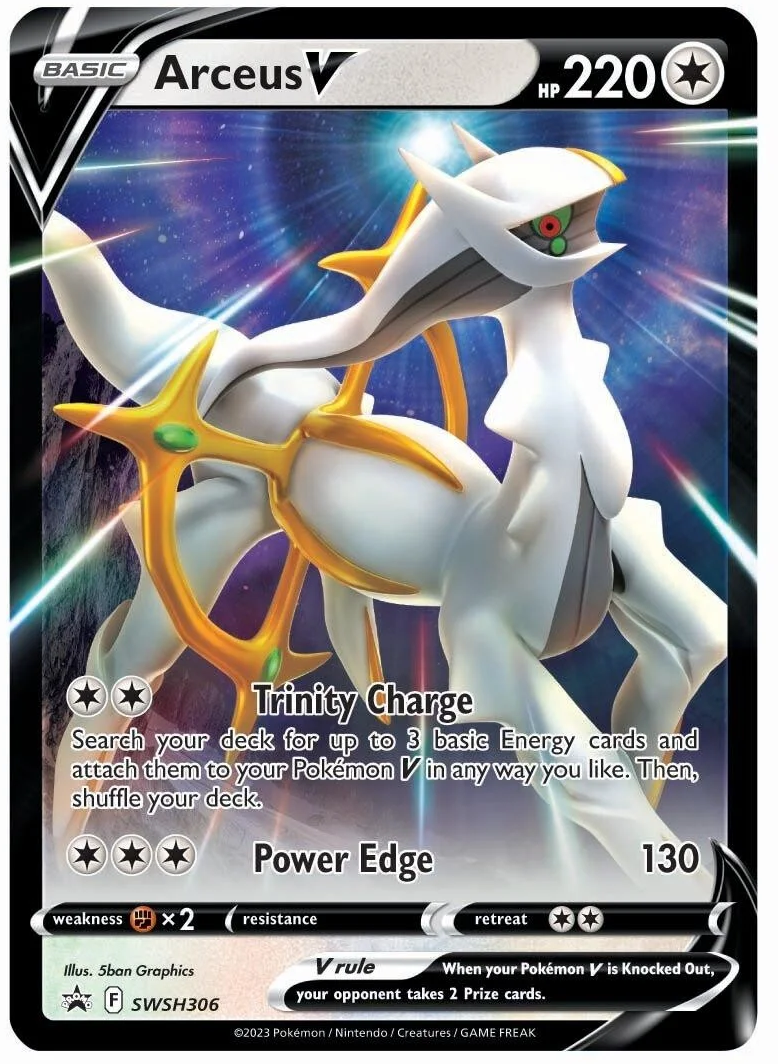 BASIC
Arceus V
HP 220
Trinity Charge
Search your deck for up to 3 basic Energy cards and
attach them to your Pokémon V in any way you like. Then,
shuffle your deck.
Power Edge 130
weakness ×2 resistance retreat
Illus. 5ban Graphics
V rule When your Pokémon V is Knocked Out,
your opponent takes 2 Prize cards.
PROMO F SWSH306
©2023 Pokémon / Nintendo / Creatures / GAME FREAK